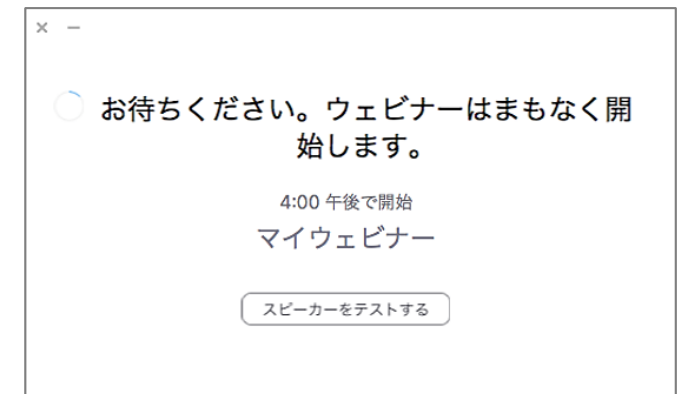 お待ちください。ウェビナーはまもなく開
始します。
4:00 午後で開始
マイウェビナー
スピーカーをテストする